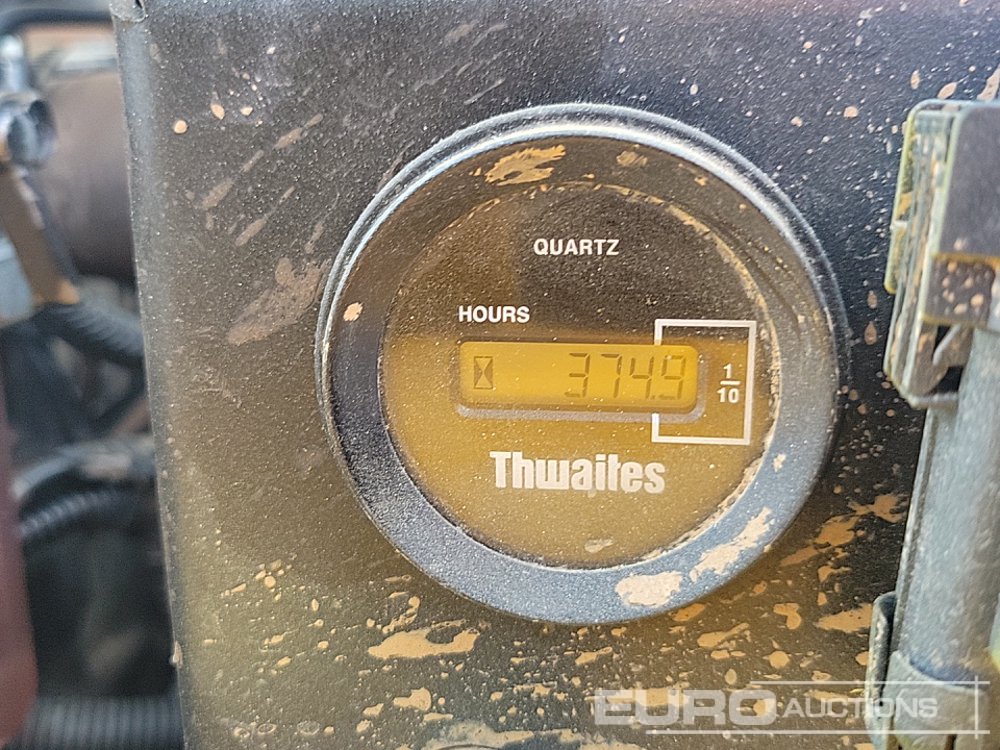 QUARTZ
HOURS
374.9
1
10
Thwaites
EURO AUCTIONS